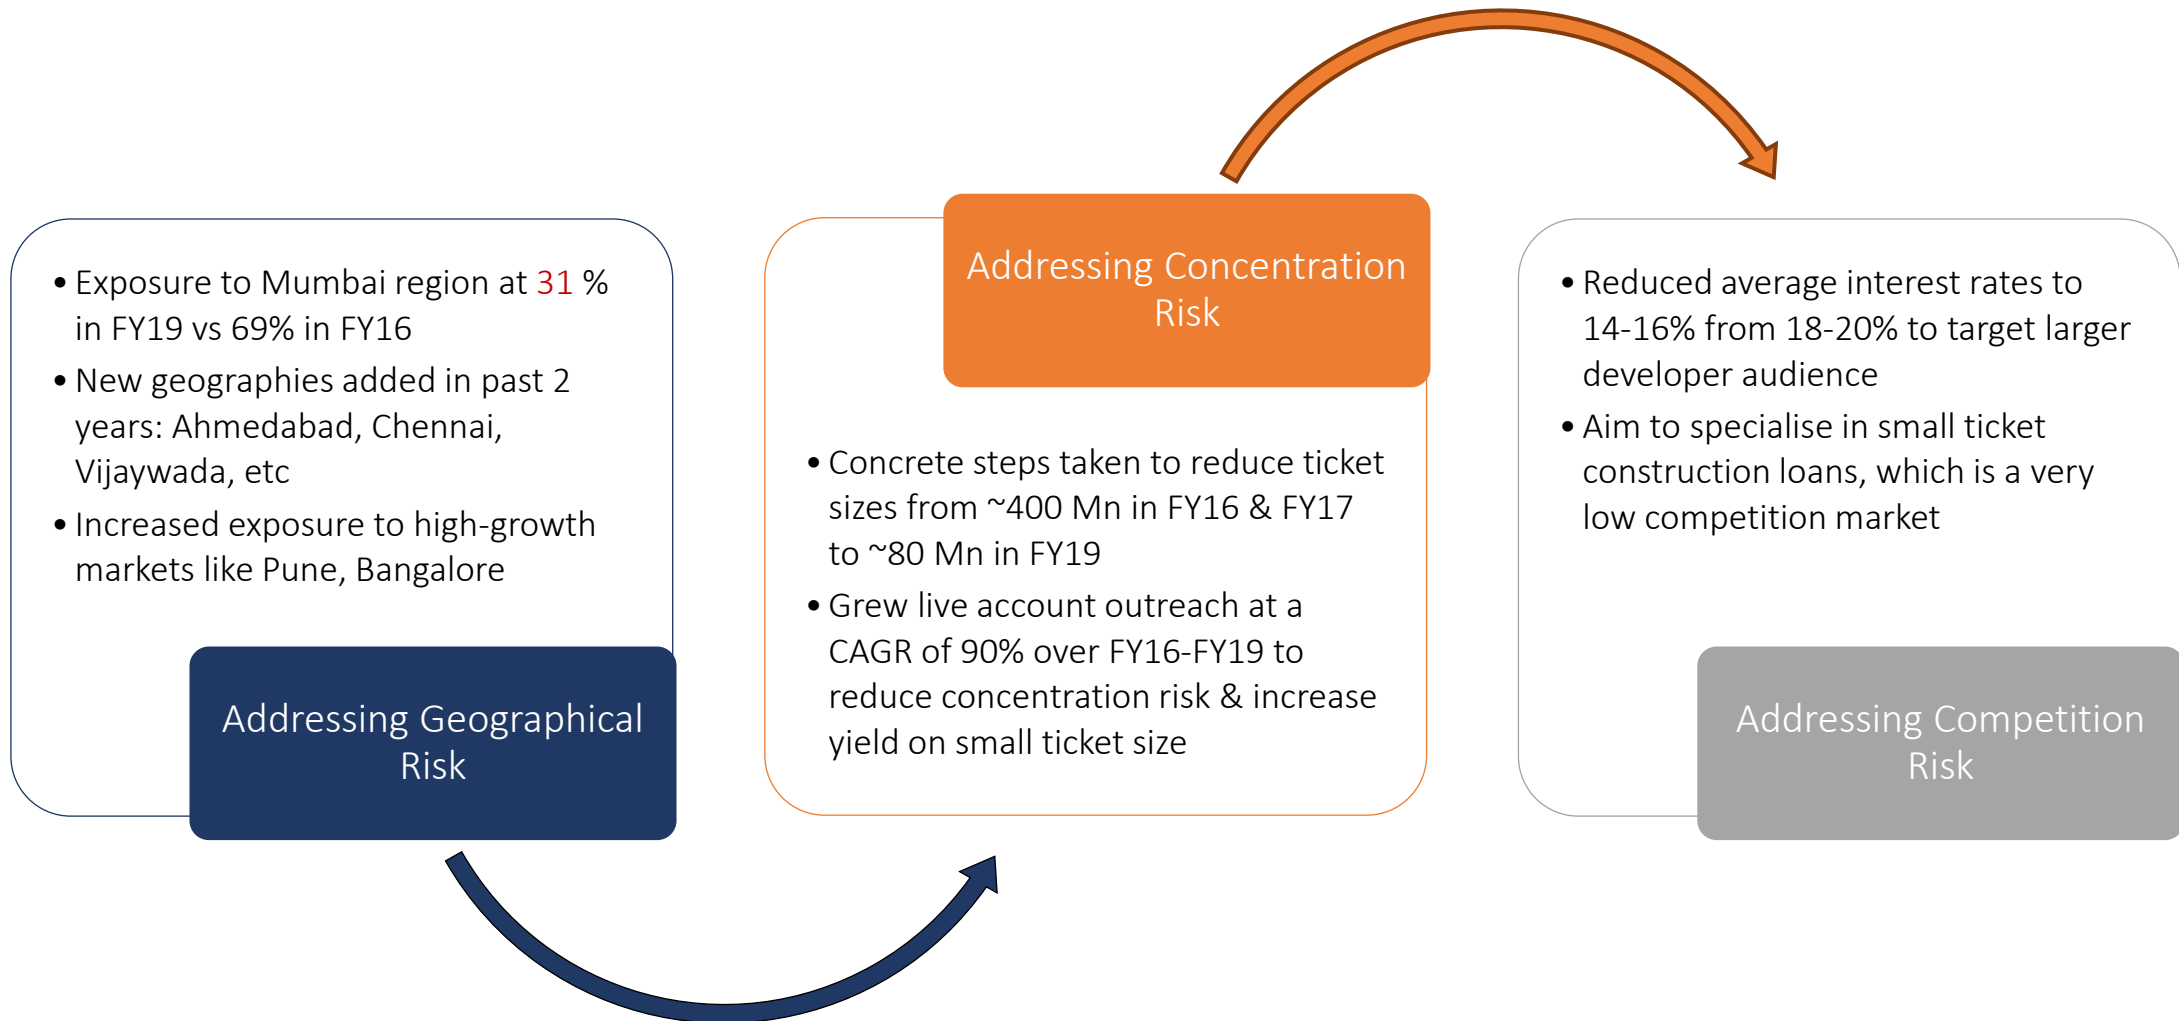 • Exposure to Mumbai region at 31 %
in FY19 vs 69% in FY16
• New geographies added in past 2
years: Ahmedabad, Chennai,
Vijaywada, etc
• Increased exposure to high-growth
markets like Pune, Bangalore
Addressing Geographical
Risk
Addressing Concentration
Risk
• Concrete steps taken to reduce ticket
sizes from ~400 Mn in FY16 & FY17
to ~80 Mn in FY19
• Grew live account outreach at a
CAGR of 90% over FY16-FY19 to
reduce concentration risk & increase
yield on small ticket size
• Reduced average interest rates to
14-16% from 18-20% to target larger
developer audience
• Aim to specialise in small ticket
construction loans, which is a very
low competition market
Addressing Competition
Risk